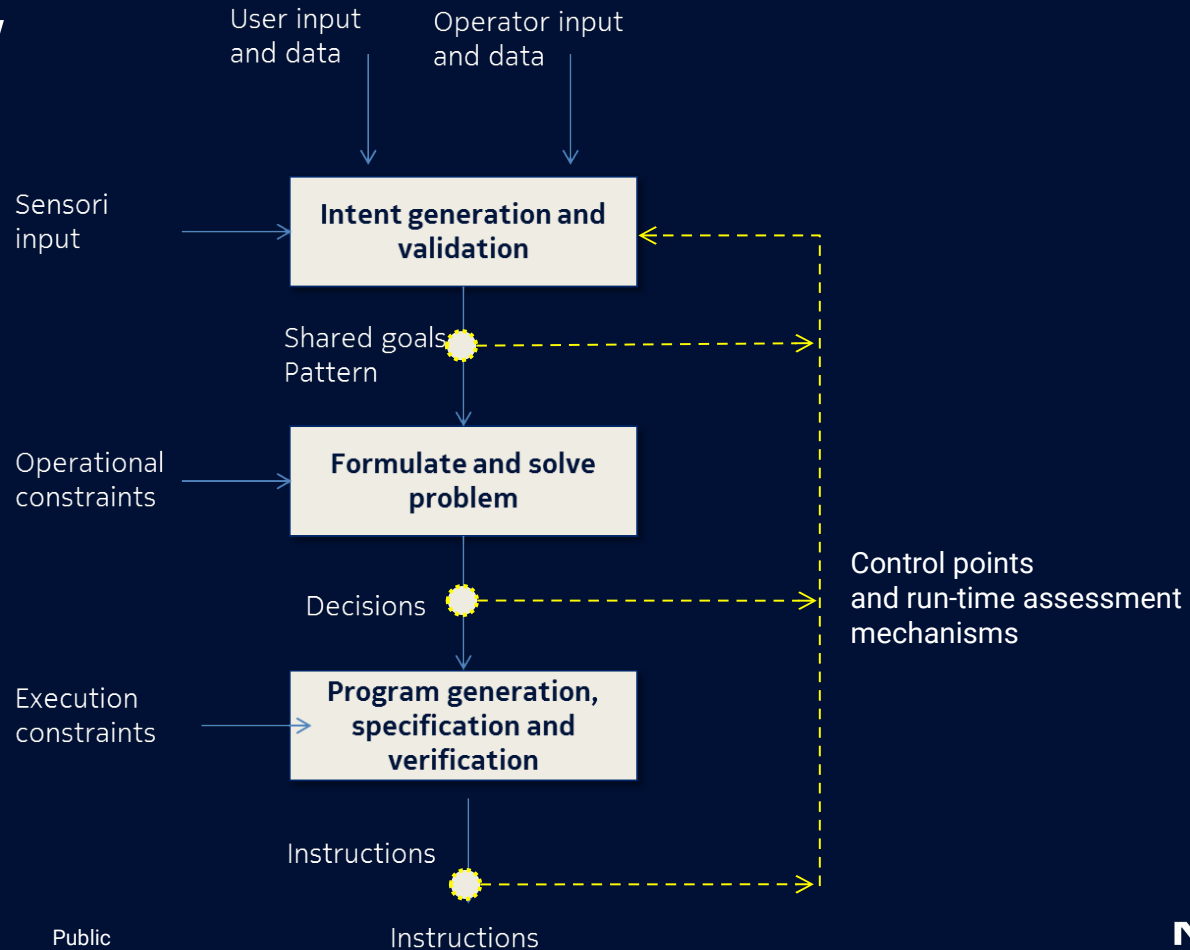 User input
and data
Operator input
and data
Sensori
input
Intent generation and
validation
Shared goals
Pattern
Operational
constraints
Formulate and solve
problem
Decisions
Control points
and run-time assessment
mechanisms
Execution
constraints
Program generation,
specification and
verification
Instructions
Instructions
Public